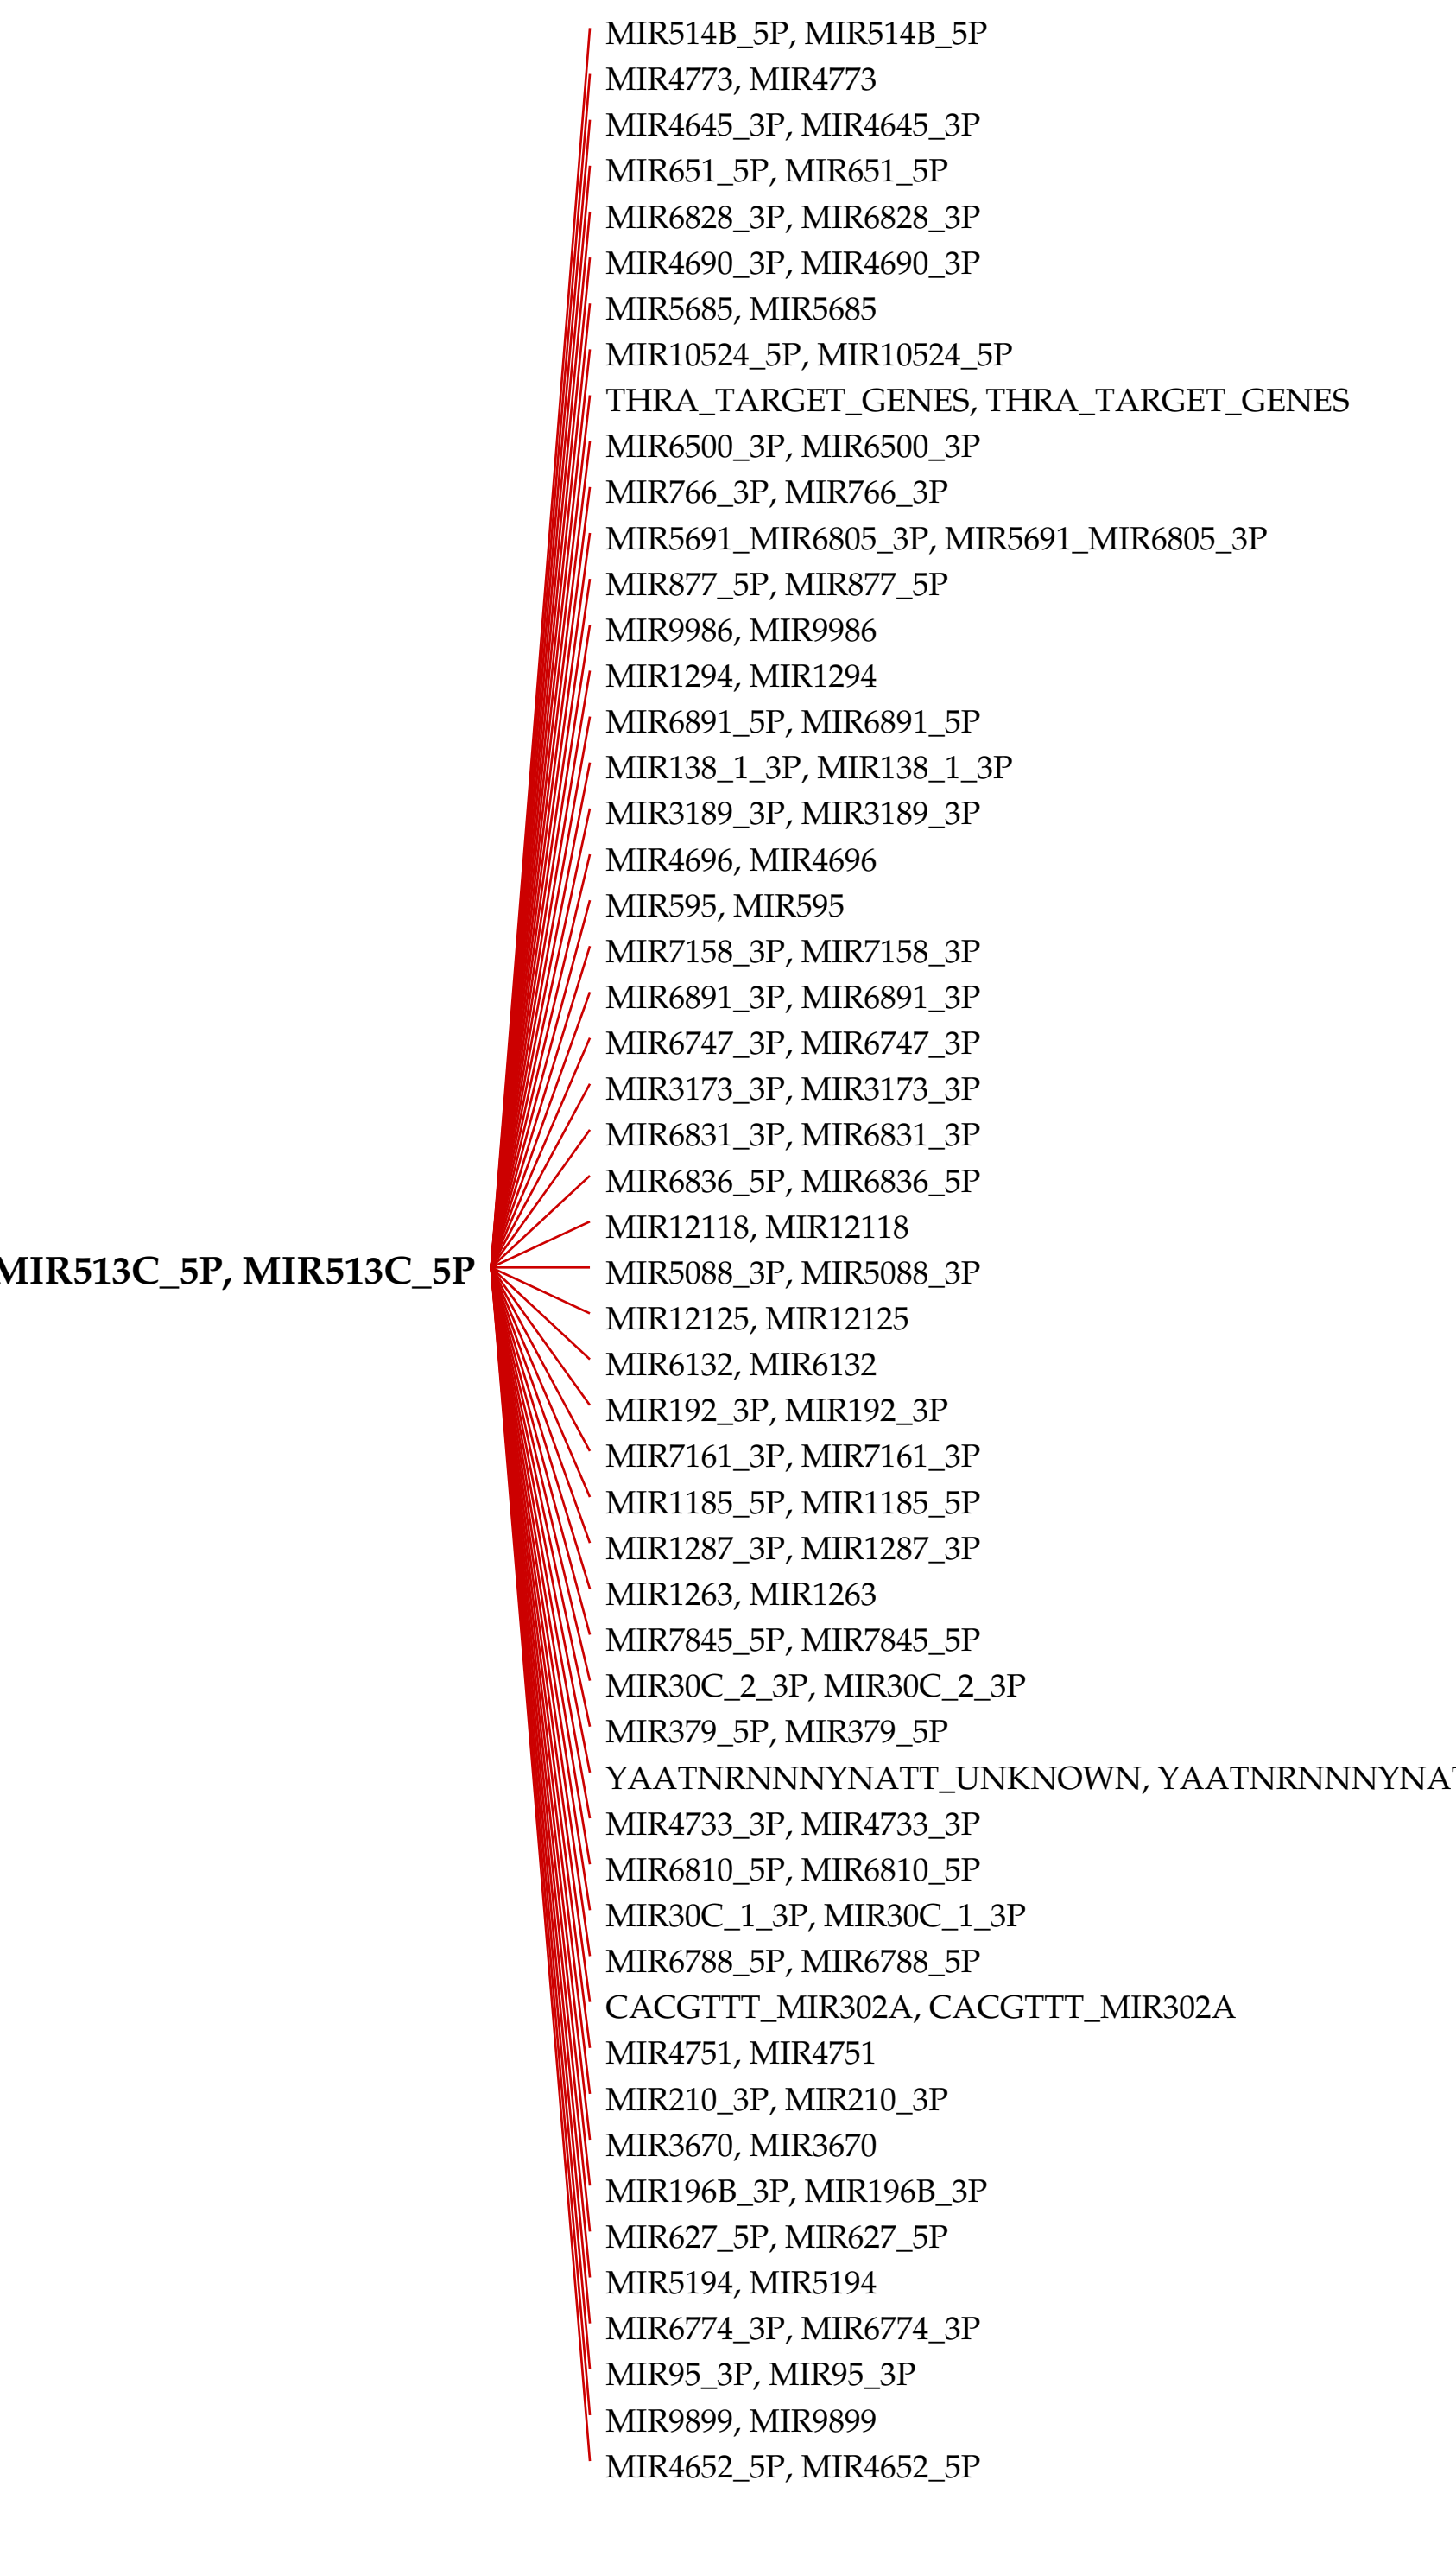 MIR514B_5P, MIR514B_5P
MIR4773, MIR4773
MIR4645_3P, MIR4645_3P
MIR651_5P, MIR651_5P
MIR6828_3P, MIR6828_3P
MIR4690_3P, MIR4690_3P
MIR5685, MIR5685
MIR10524_5P, MIR10524_5P
THRA_TARGET_GENES, THRA_TARGET_GENES
MIR6500_3P, MIR6500_3P
MIR766_3P, MIR766_3P
MIR5691_MIR6805_3P, MIR5691_MIR6805_3P
MIR877_5P, MIR877_5P
MIR9986, MIR9986
MIR1294, MIR1294
MIR6891_5P, MIR6891_5P
MIR138_1_3P, MIR138_1_3P
MIR3189_3P, MIR3189_3P
MIR4696, MIR4696
MIR595, MIR595
MIR7158_3P, MIR7158_3P
MIR6891_3P, MIR6891_3P
MIR6747_3P, MIR6747_3P
MIR3173_3P, MIR3173_3P
MIR6831_3P, MIR6831_3P
MIR6836_5P, MIR6836_5P
MIR12118, MIR12118
MIR513C_5P, MIR513C_5P
MIR5088_3P, MIR5088_3P
MIR12125, MIR12125
MIR6132, MIR6132
MIR192_3P, MIR192_3P
MIR7161_3P, MIR7161_3P
MIR1185_5P, MIR1185_5P
MIR1287_3P, MIR1287_3P
MIR1263, MIR1263
MIR7845_5P, MIR7845_5P
MIR30C_2_3P, MIR30C_2_3P
MIR379_5P, MIR379_5P
YAATNRNNNYNATT_UNKNOWN, YAATNRNNNYNAT
MIR4733_3P, MIR4733_3P
MIR6810_5P, MIR6810_5P
MIR30C_1_3P, MIR30C_1_3P
MIR6788_5P, MIR6788_5P
CACGTTT_MIR302A, CACGTTT_MIR302A
MIR4751, MIR4751
MIR210_3P, MIR210_3P
MIR3670, MIR3670
MIR196B_3P, MIR196B_3P
MIR627_5P, MIR627_5P
MIR5194, MIR5194
MIR6774_3P, MIR6774_3P
MIR95_3P, MIR95_3P
MIR9899, MIR9899
MIR4652_5P, MIR4652_5P